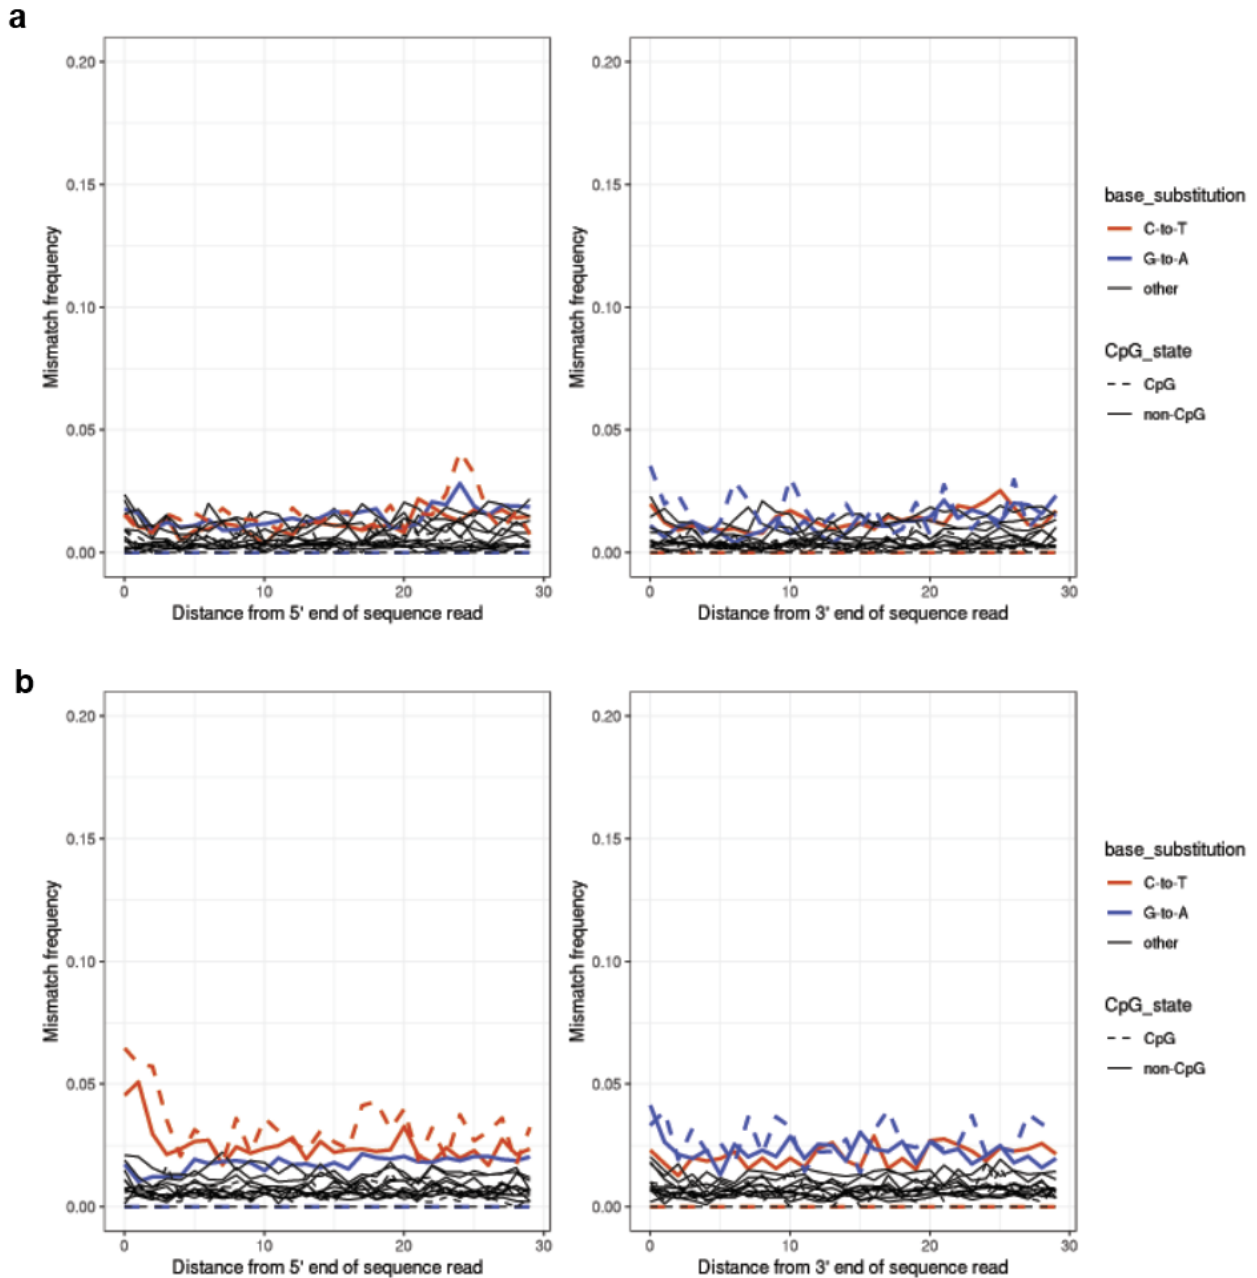 a
0.20
0.15
0.10
0.05
0.00
0 10 20 30
Mismatch frequency
Distance from 5' end of sequence read
0.20
0.15
0.10
0.05
0.00
0 10 20 30
Mismatch frequency
Distance from 3' end of sequence read
base_substitution
C-to-T
G-to-A
other
CpG_state
CpG
non-CpG
b
0.20
0.15
0.10
0.05
0.00
0 10 20 30
Mismatch frequency
Distance from 5' end of sequence read
0.20
0.15
0.10
0.05
0.00
0 10 20 30
Mismatch frequency
Distance from 3' end of sequence read
base_substitution
C-to-T
G-to-A
other
CpG_state
CpG
non-CpG